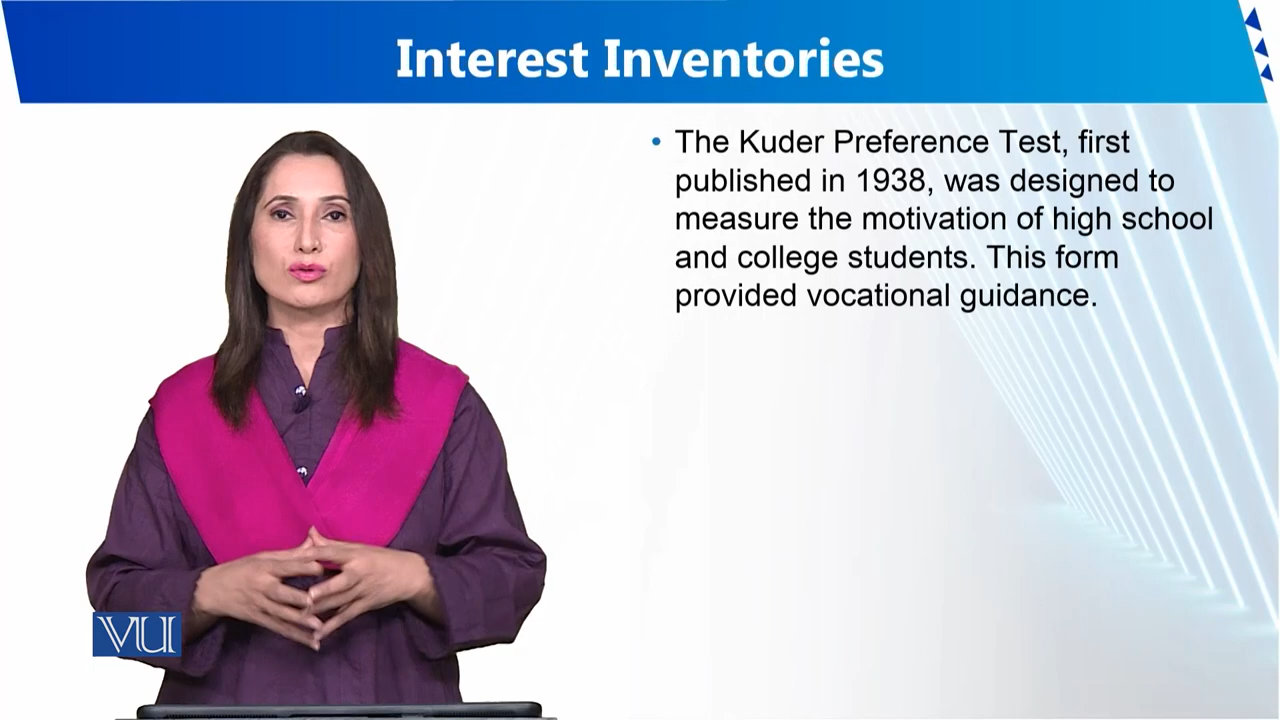 Interest Inventories
• The Kuder Preference Test, first
published in 1938, was designed to
measure the motivation of high school
and college students. This form
provided vocational guidance.
VU